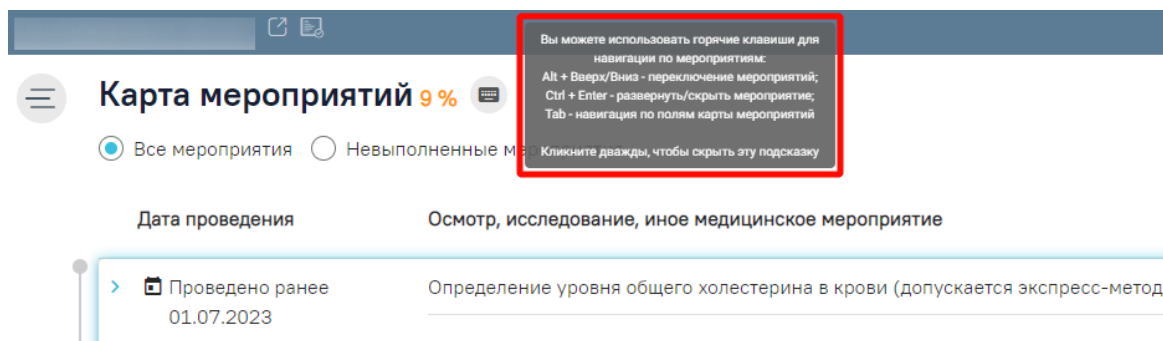 Вы можете использовать горячие клавиши для
навигации по мероприятиям:
Alt + Вверх/Вниз - переключение мероприятий;
Ctrl + Enter - развернуть/скрыть мероприятие;
Tab - навигация по полям карты мероприятий
Кликните дважды, чтобы скрыть эту подсказку
Карта мероприятий 9 %
Все мероприятия Невыполненные
Дата проведения Осмотр, исследование, иное медицинское мероприятие
Проведено ранее Определение уровня общего холестерина в крови (допускается экспресс-метод
01.07.2023